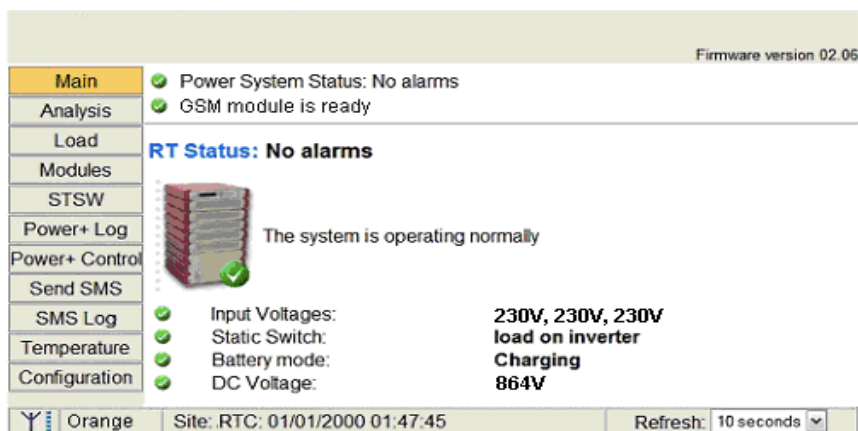 Firmware version 02.06
Main
Power System Status: No alarms
Analysis
GSM module is ready
Load
RT Status: No alarms
Modules
STSW
Power+ Log
The system is operating normally
Power+ Control
Send SMS
SMS Log
Input Voltages: 230V, 230V, 230V
Static Switch: load on inverter
Temperature
Battery mode: Charging
Configuration
DC Voltage: 864V
Orange Site: RTC: 01/01/2000 01:47:45 Refresh: 10 seconds